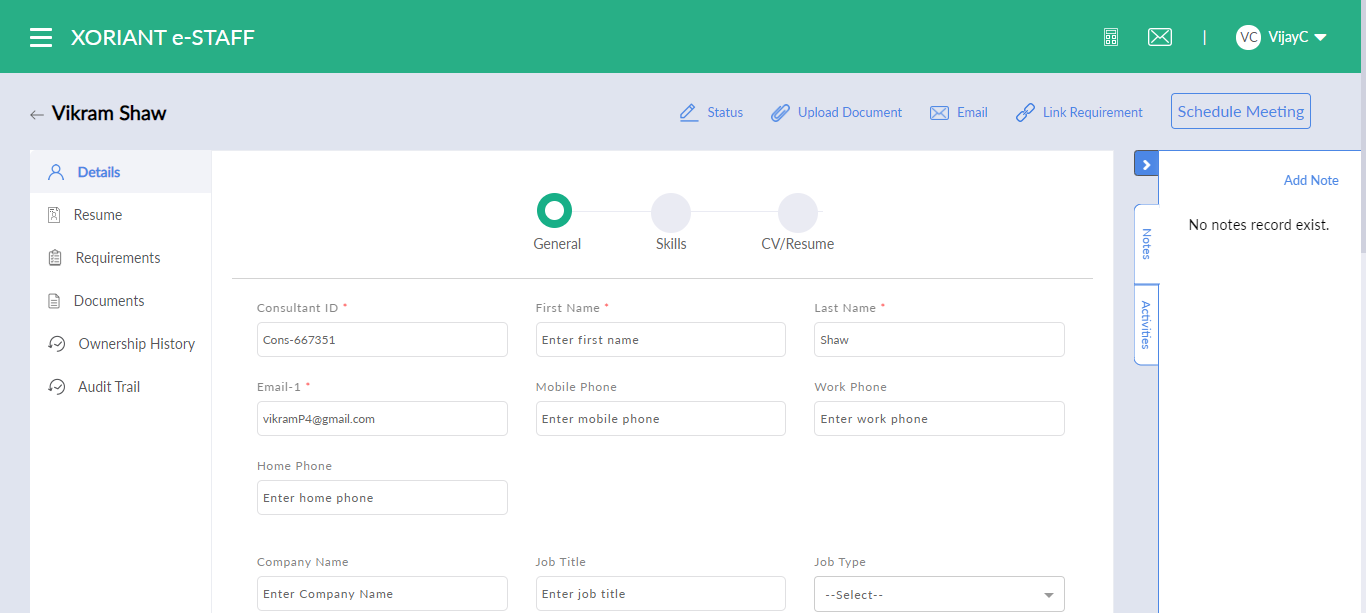 XORIANT e-STAFF
|
VC VijayC
Vikram Shaw
Status Upload Document Email Link Requirement Schedule Meeting
Details
Resume
Requirements
Documents
Ownership History
Audit Trail
General Skills CV/Resume
Consultant ID * First Name * Last Name *
Cons-667351 Enter first name Shaw
Email-1 * Mobile Phone Work Phone
vikramP4@gmail.com Enter mobile phone Enter work phone
Home Phone
Enter home phone
Company Name Job Title Job Type
Enter Company Name Enter job title --Select--
Notes
Activities
Add Note
No notes record exist.